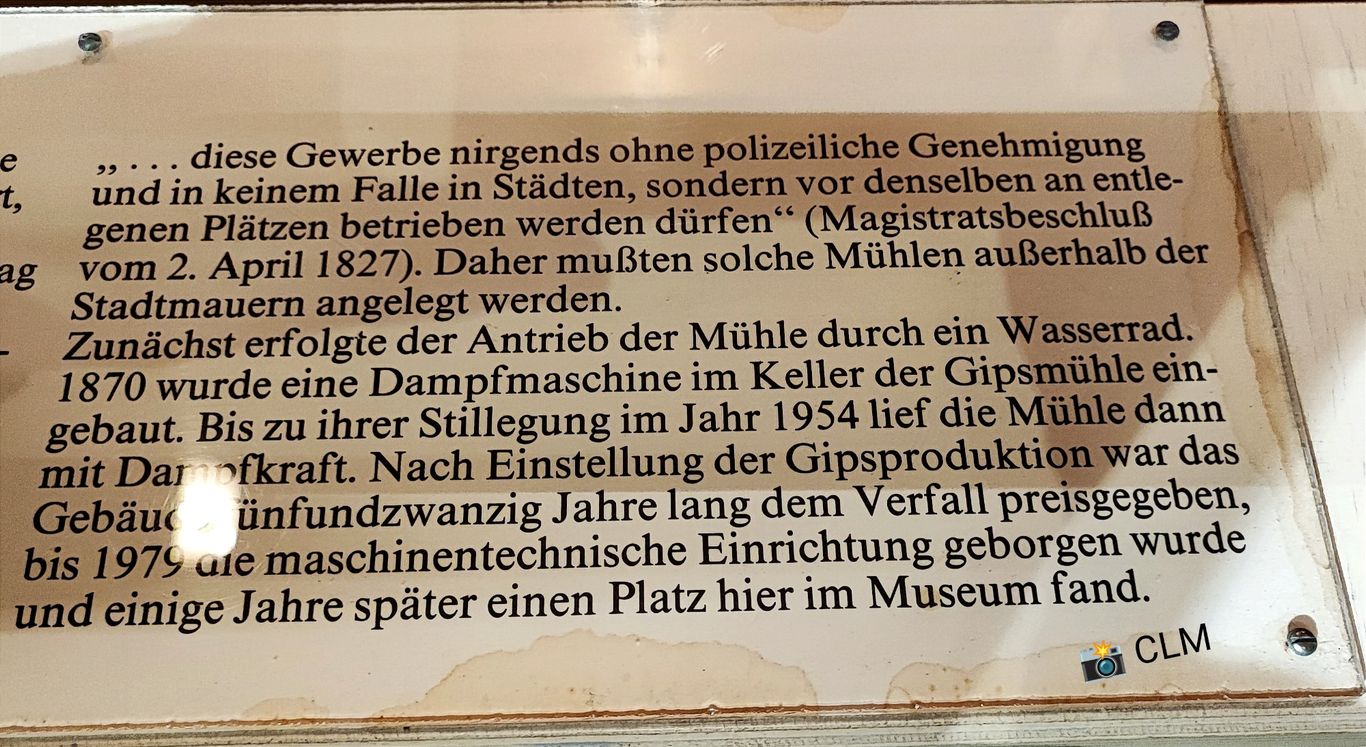 e
t,
ag
-
„. . . diese Gewerbe nirgends ohne polizeiliche Genehmigung
und in keinem Falle in Städten, sondern vor denselben an entle-
genen Plätzen betrieben werden dürfen“ (Magistratsbeschluß
vom 2. April 1827). Daher mußten solche Mühlen außerhalb der
Stadtmauern angelegt werden.
Zunächst erfolgte der Antrieb der Mühle durch ein Wasserrad.
1870 wurde eine Dampfmaschine im Keller der Gipsmühle ein-
gebaut. Bis zu ihrer Stillegung im Jahr 1954 lief die Mühle dann
mit Dampfkraft. Nach Einstellung der Gipsproduktion war das
Gebäude fünfundzwanzig Jahre lang dem Verfall preisgegeben,
bis 1979 die maschinentechnische Einrichtung geborgen wurde
und einige Jahre später einen Platz hier im Museum fand.
CLM